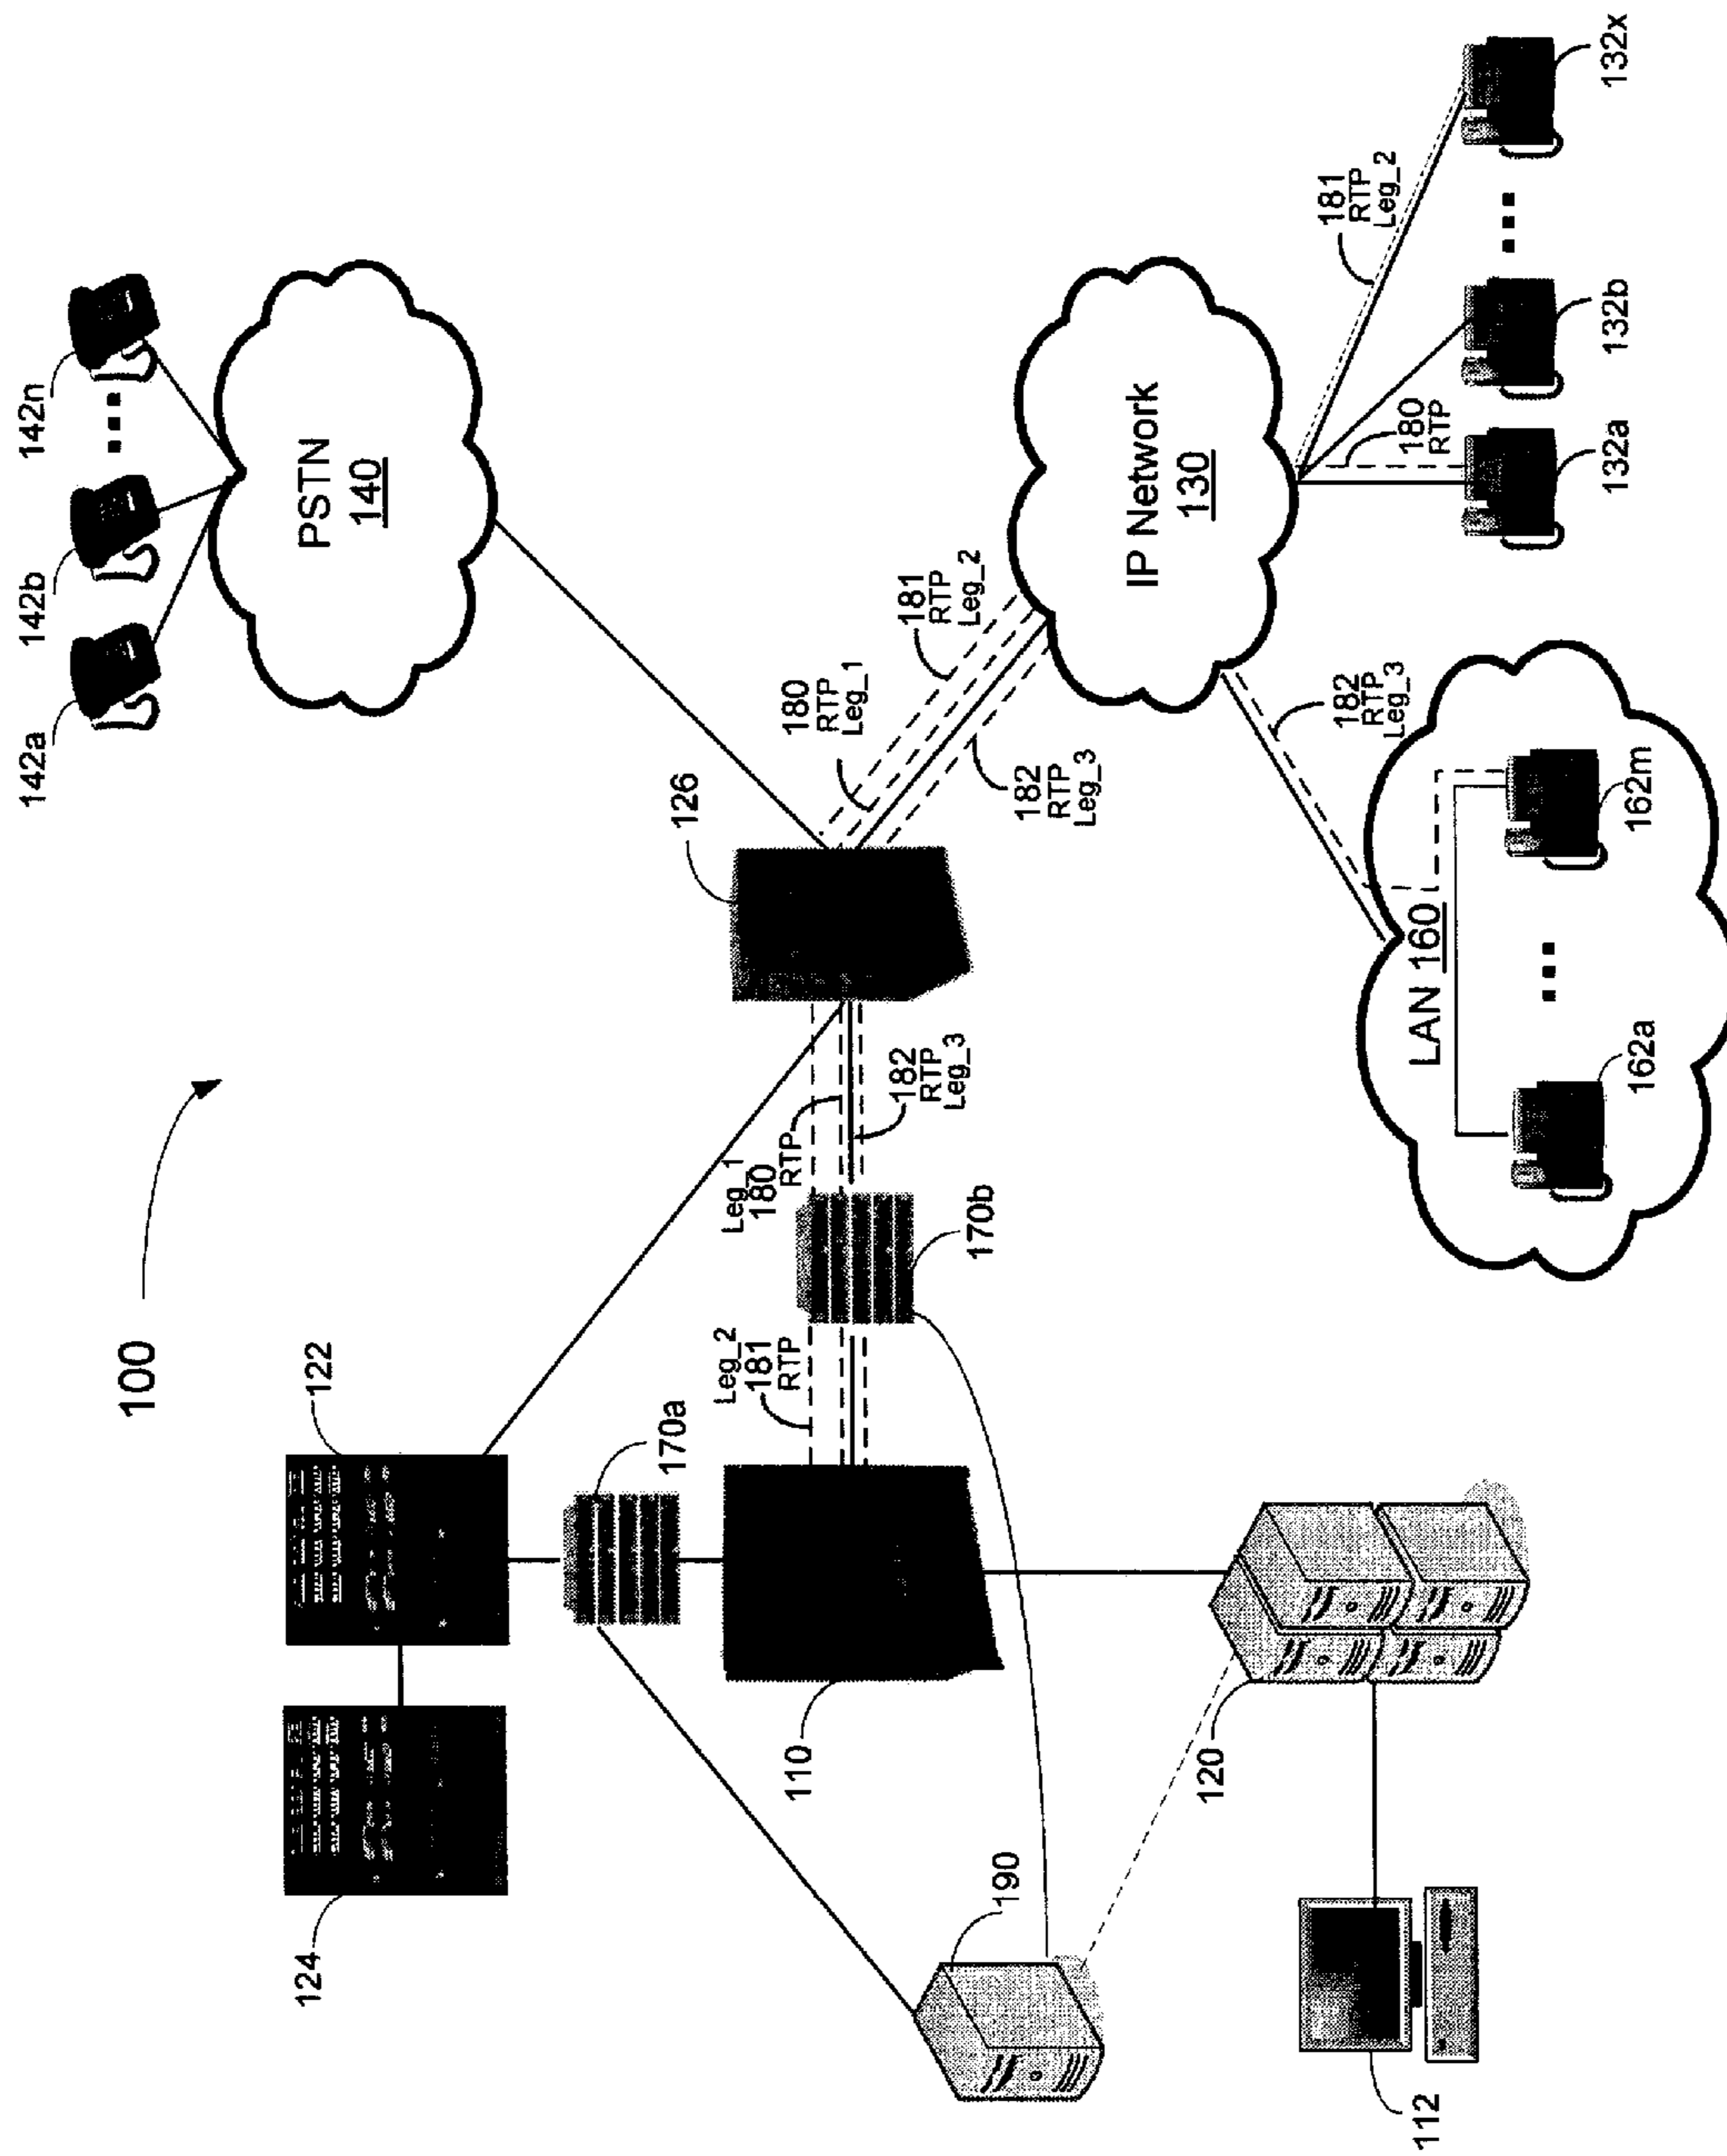 100
124
122
170a
110
190
112
120
Leg_2
181
RTP
170b
Leg_1
180
RTP
182
RTP
Leg_3
126
142a
142b
142n
PSTN
140
180
RTP
Leg_1
181
RTP
Leg_2
182
RTP
Leg_3
IP Network
130
181
RTP
Leg_2
180
RTP
132a
132b
132x
182
RTP
Leg_3
LAN 160
162a
162m